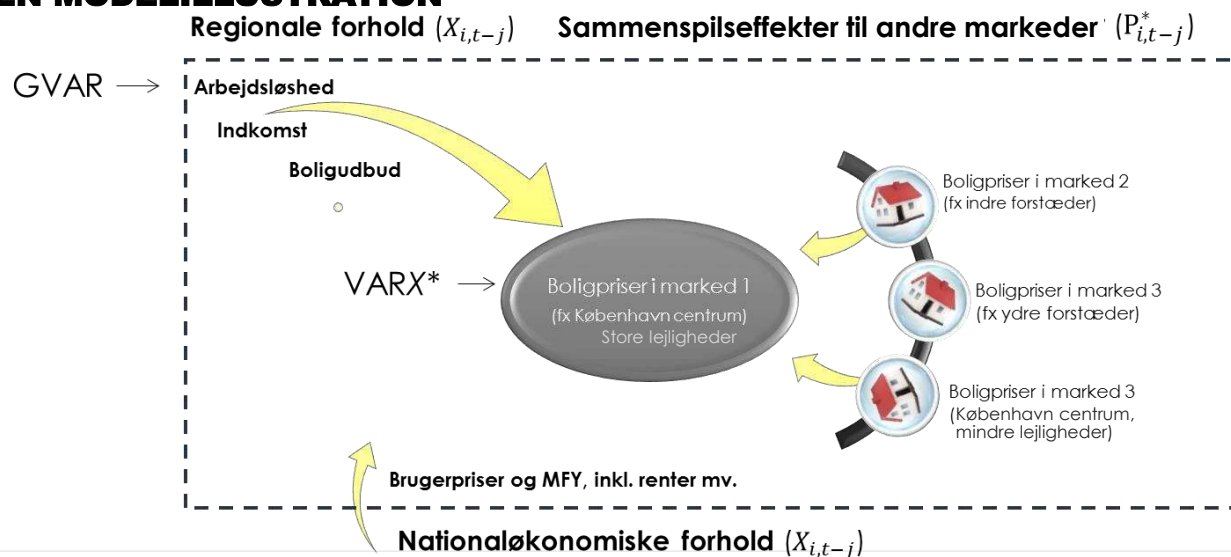 EN MODELILLUSTRATION
Regionale forhold (X_{i,t−j})
Sammenspilseffekter til andre markeder (P^*_{i,t−j})
GVAR →
Arbejdsløshed
Indkomst
Boligudbud
VARX* →
Boligpriser i marked 1
(fx København centrum)
Store lejligheder
Boligpriser i marked 2
(fx indre forstæder)
Boligpriser i marked 3
(fx ydre forstæder)
Boligpriser i marked 3
(København centrum,
mindre lejligheder)
Brugerpriser og MFY, inkl. renter mv.
Nationaløkonomiske forhold (X_{i,t−j})